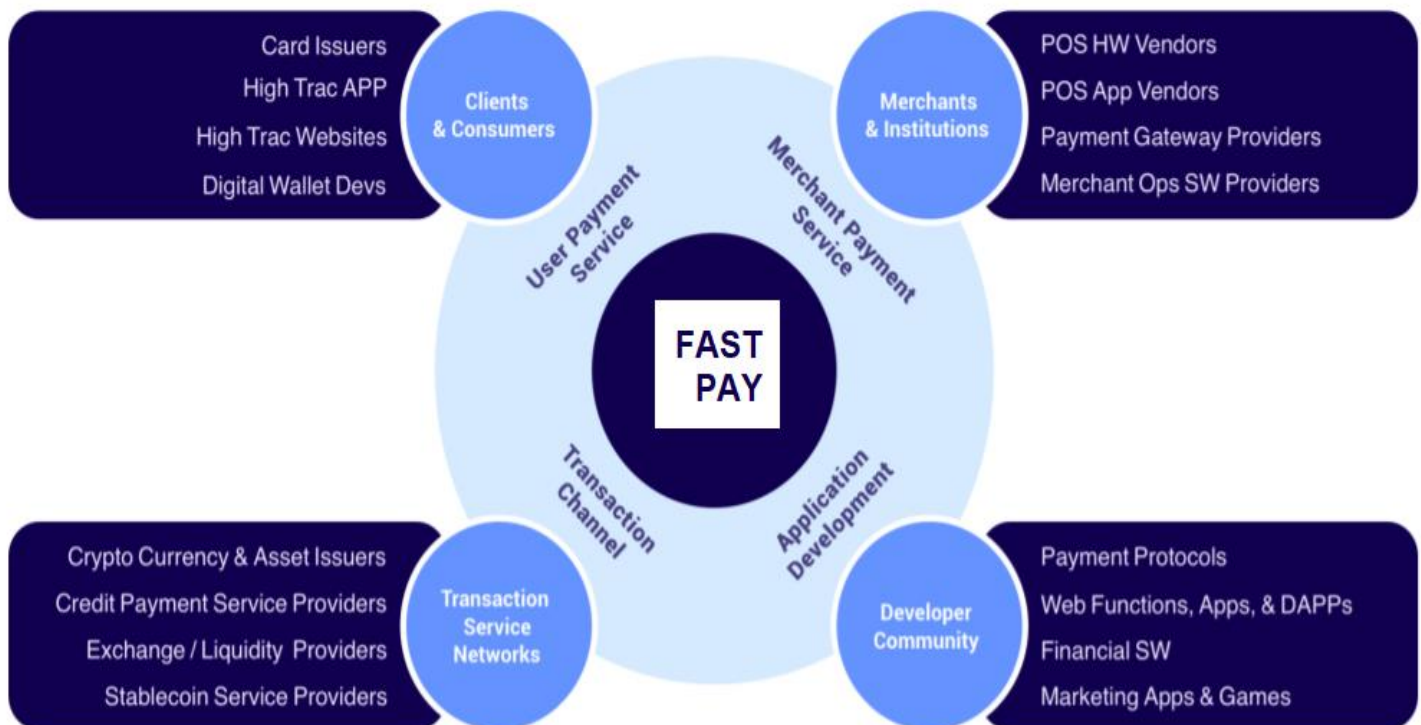 Card Issuers
High Trac APP
High Trac Websites
Digital Wallet Devs
Clients
& Consumers
Merchants
& Institutions
POS HW Vendors
POS App Vendors
Payment Gateway Providers
Merchant Ops SW Providers
User Payment
Service
Merchant Payment
Service
FAST
PAY
Transaction
Channel
Application
Development
Crypto Currency & Asset Issuers
Credit Payment Service Providers
Exchange / Liquidity Providers
Stablecoin Service Providers
Transaction
Service
Networks
Developer
Community
Payment Protocols
Web Functions, Apps, & DAPPs
Financial SW
Marketing Apps & Games